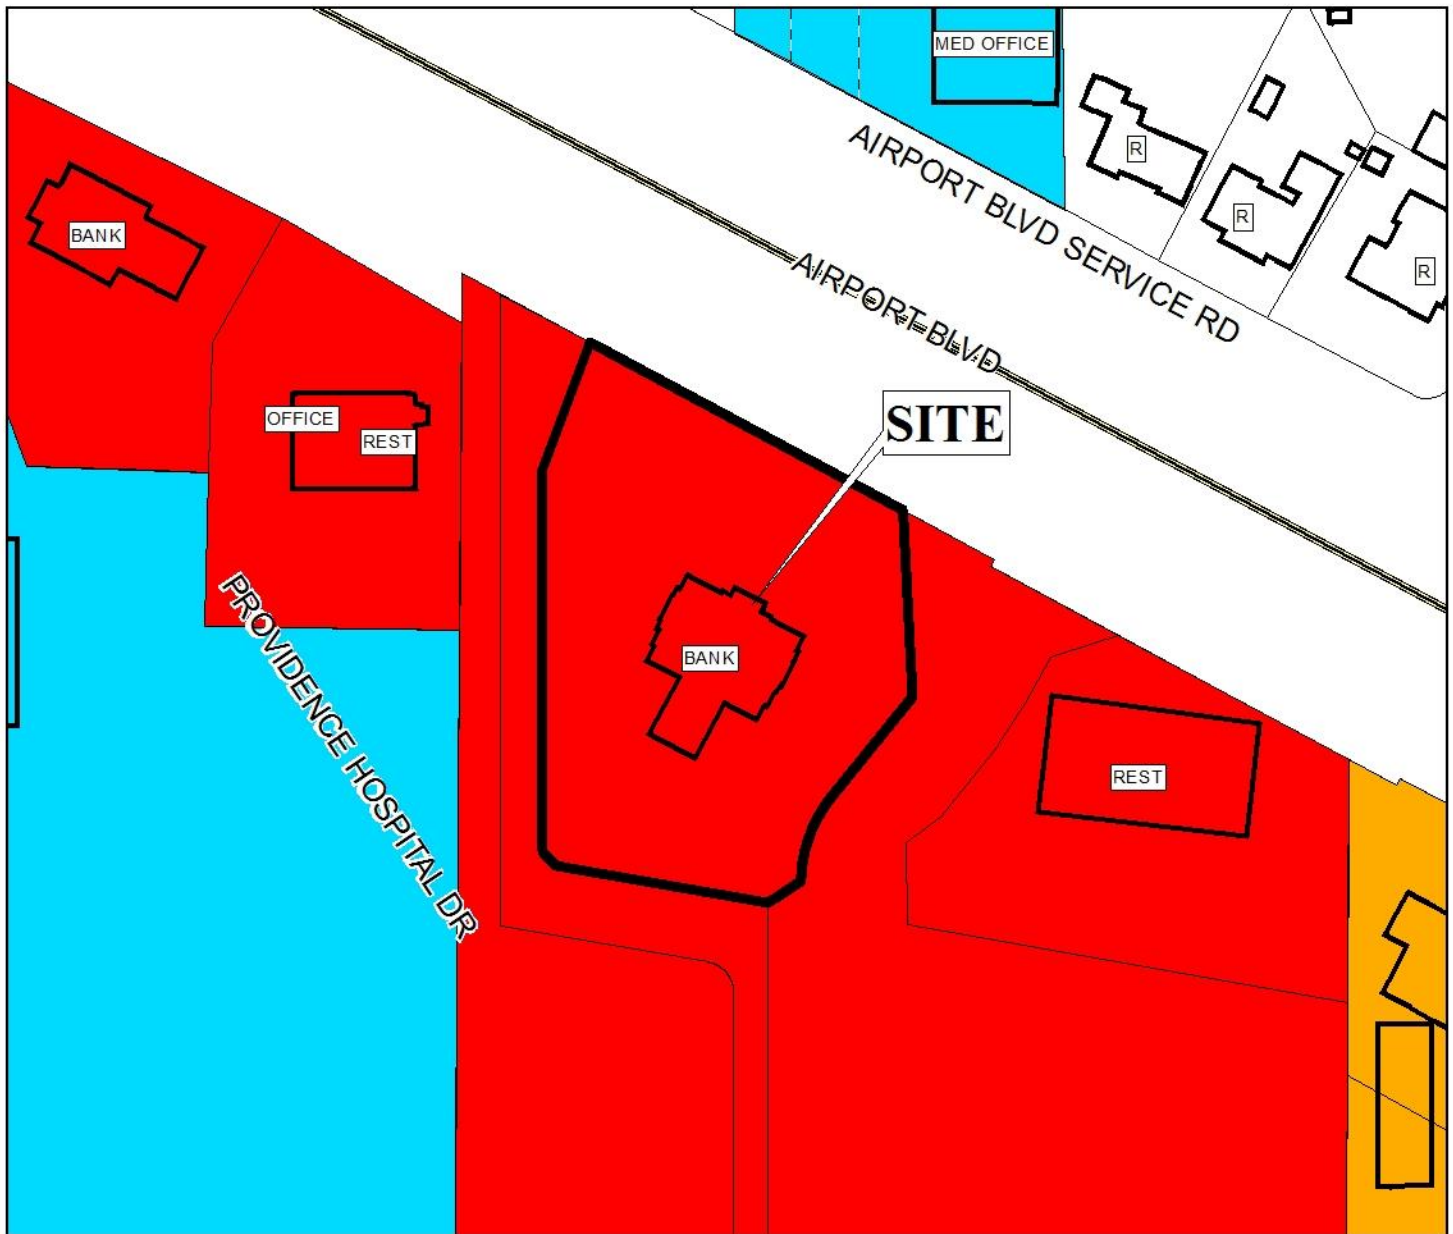 MED OFFICE
AIRPORT BLVD SERVICE RD
R
R
R
BANK
AIRPORT BLVD
OFFICE
REST
SITE
PROVIDENCE HOSPITAL DR
BANK
REST